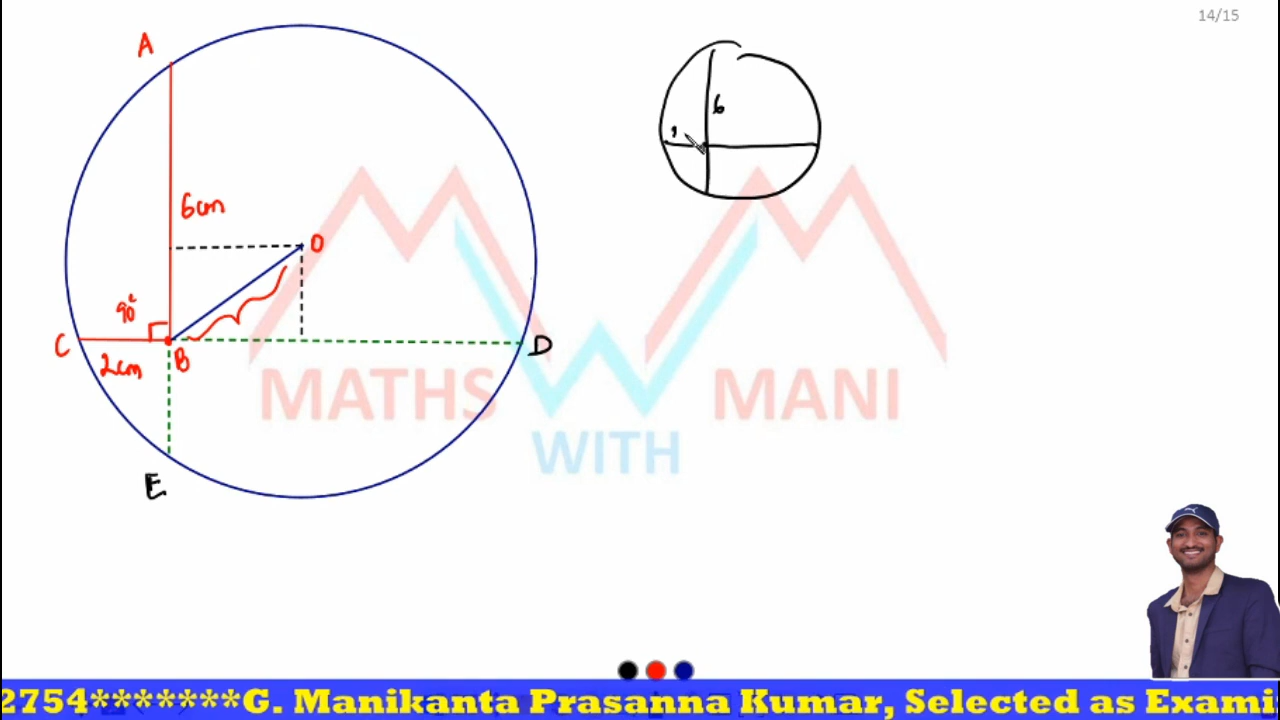 14/15
A
6
6cm
O
90°
C
2cm
B
D
E
MATHS
WITH
MANI
2754*******G. Manikanta Prasanna Kumar, Selected as Exami